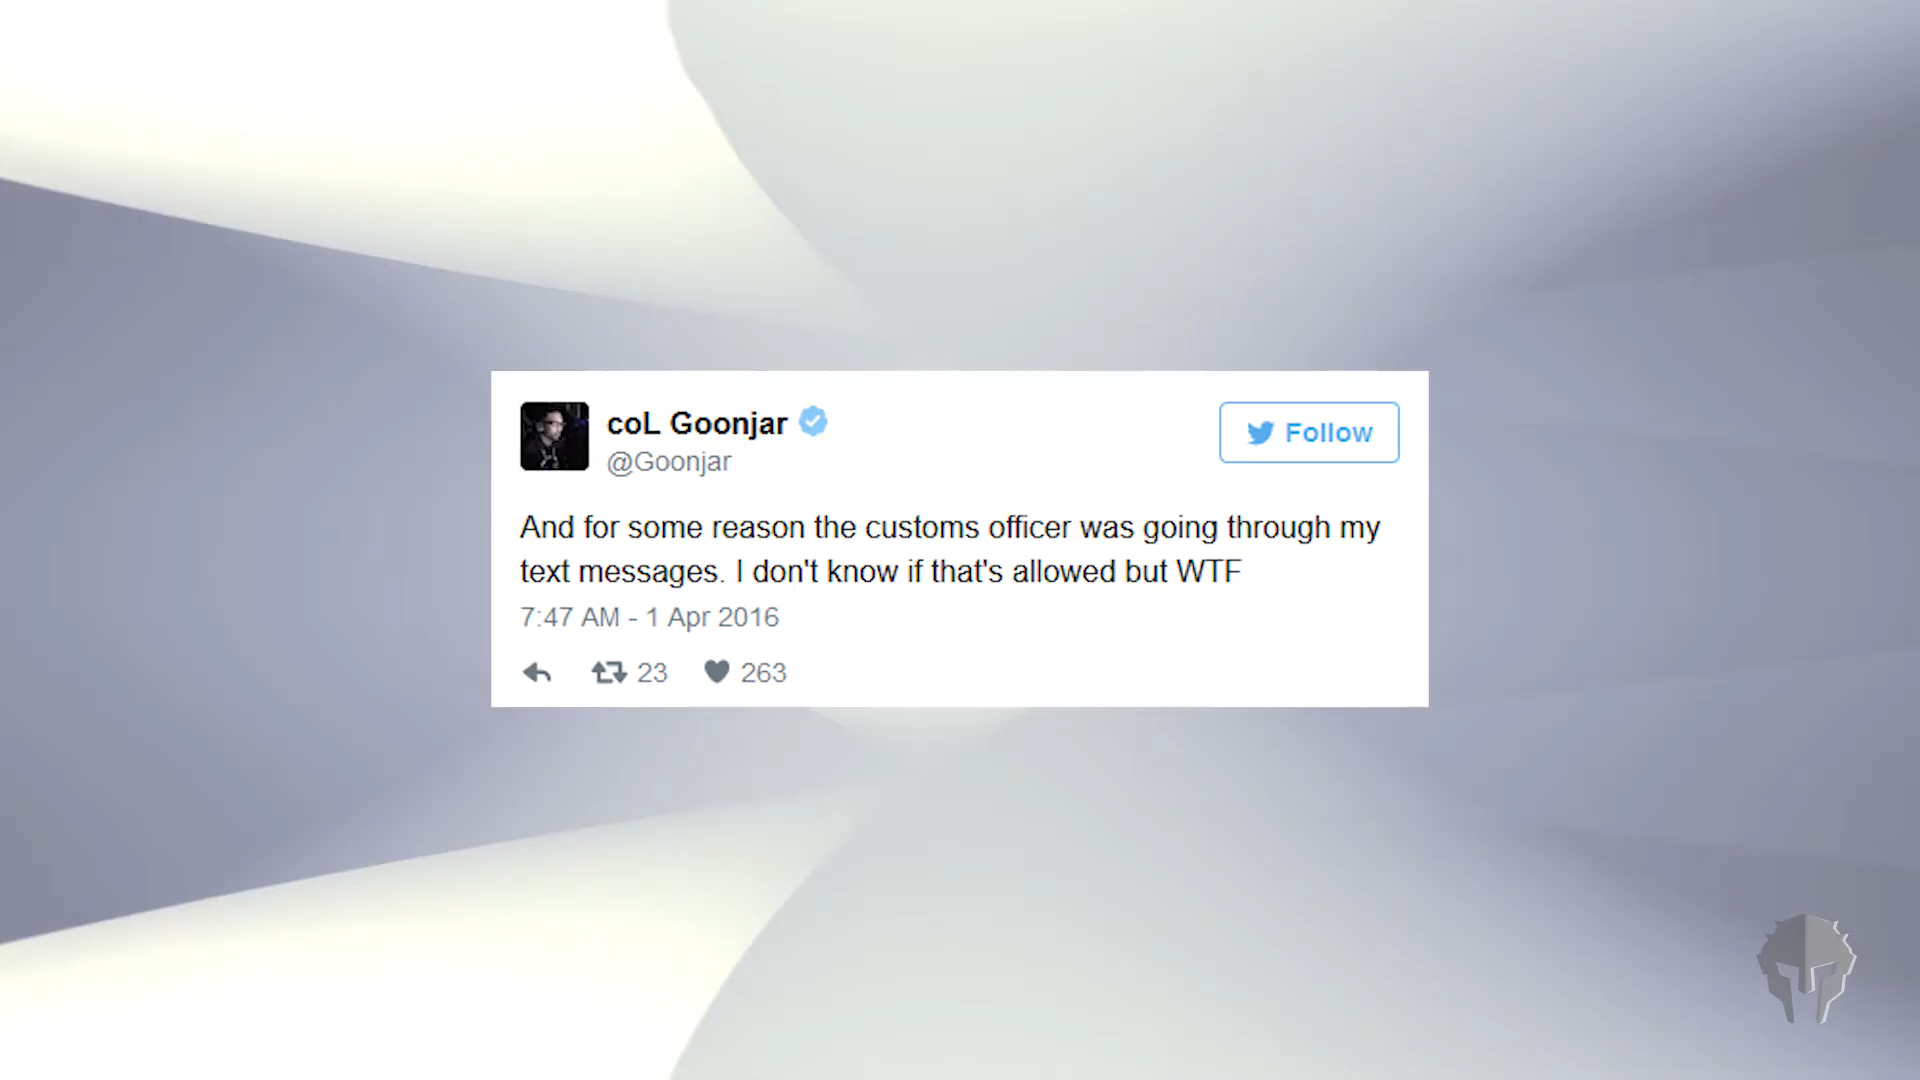 coL Goonjar
@Goonjar
Follow
And for some reason the customs officer was going through my
text messages. I don't know if that's allowed but WTF
7:47 AM - 1 Apr 2016
23 263